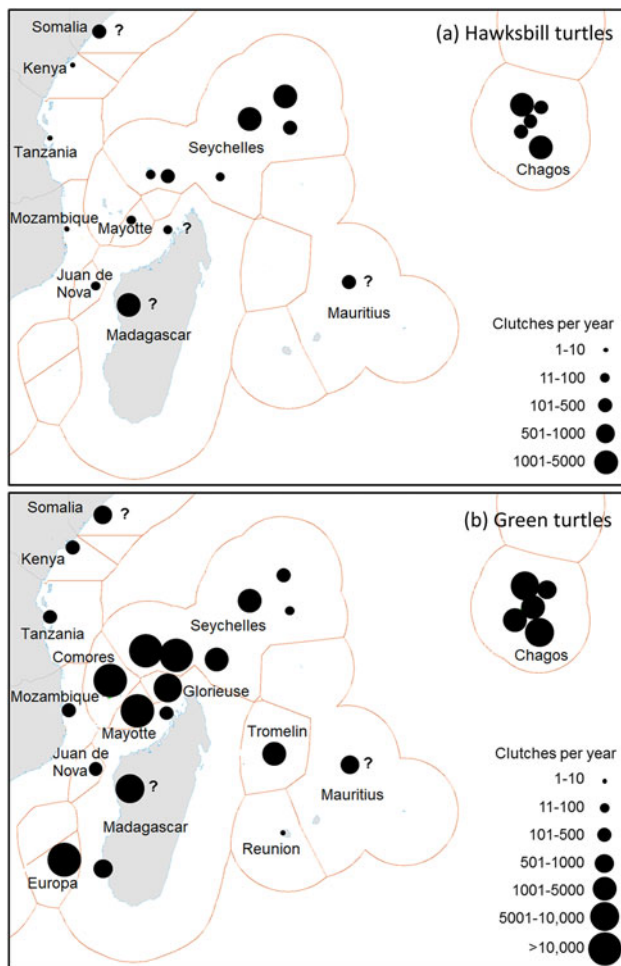 Somalia
?
(a) Hawksbill turtles
Kenya
Seychelles
Tanzania
Chagos
Mozambique
Mayotte
?
Juan de
Nova
?
?
Mauritius
Madagascar
Clutches per year
1-10
11-100
101-500
501-1000
1001-5000
Somalia
?
(b) Green turtles
Kenya
Seychelles
Tanzania
Comores
Chagos
Glorieuse
Mozambique
Mayotte
Tromelin
Juan de
Nova
?
?
Mauritius
Madagascar
Clutches per year
1-10
11-100
Reunion
101-500
Europa
501-1000
1001-5000
5001-10,000
>10,000